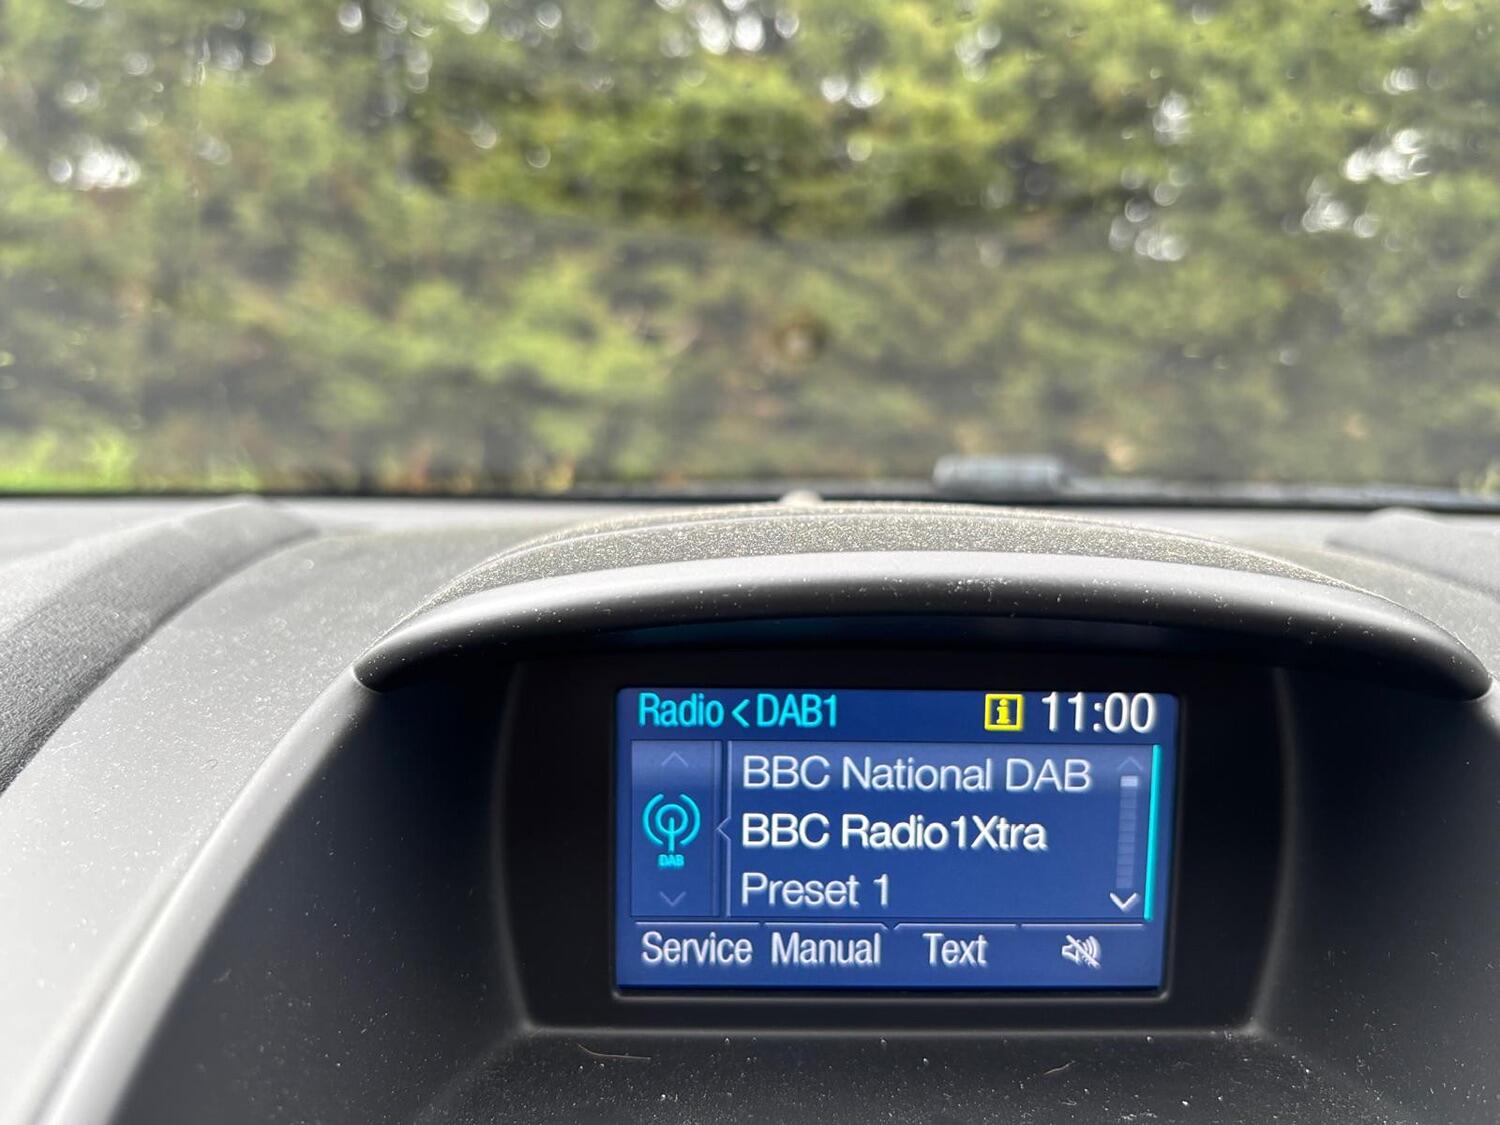 Radio < DAB1 i 11:00
BBC National DAB
DAB
BBC Radio1Xtra
Preset 1
Service Manual Text